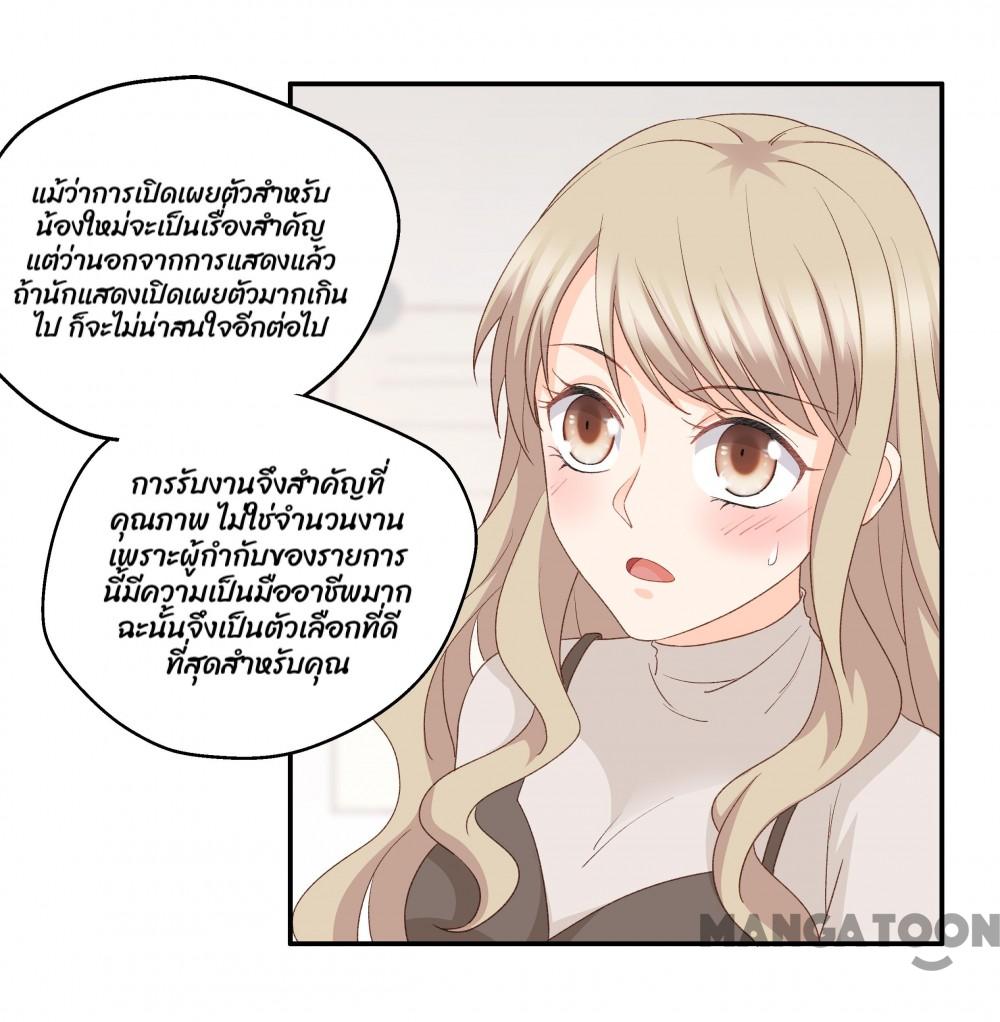 แม้ว่าการเปิดเผยตัวสำหรับ
น้องใหม่จะเป็นเรื่องสำคัญ
แต่ว่านอกจากการแสดงแล้ว
ถ้านักแสดงเปิดเผยตัวมากเกิน
ไป ก็จะไม่น่าสนใจอีกต่อไป
การรับงานจึงสำคัญที่
คุณภาพ ไม่ใช่จำนวนงาน
เพราะผู้กำกับของรายการ
นี้มีความเป็นมืออาชีพมาก
ฉะนั้นจึงเป็นตัวเลือกที่ดี
ที่สุดสำหรับคุณ
MANGATOON